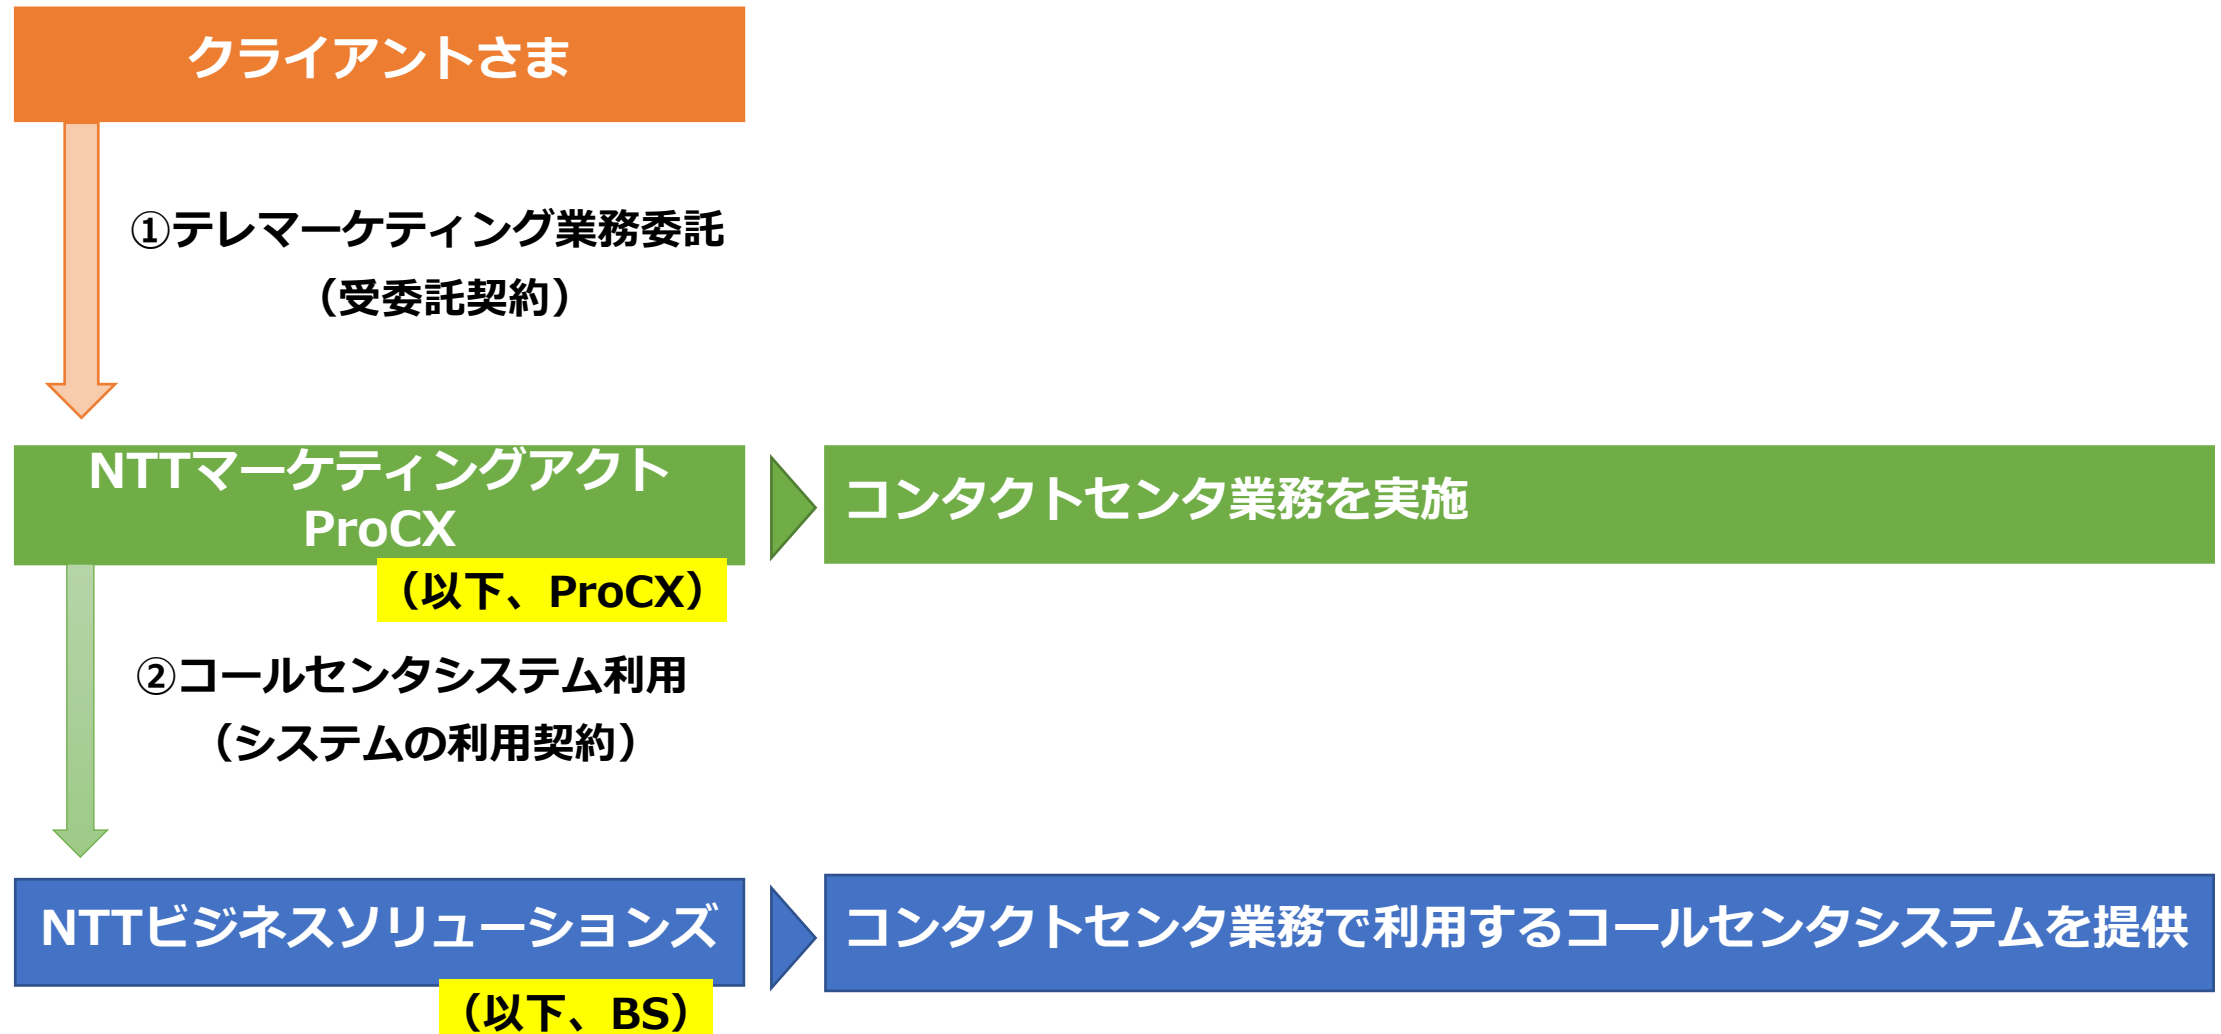 クライアントさま
①テレマーケティング業務委託
（受委託契約）
NTTマーケティングアクト
ProCX
コンタクトセンタ業務を実施
（以下、ProCX）
②コールセンタシステム利用
（システムの利用契約）
NTTビジネスソリューションズ
コンタクトセンタ業務で利用するコールセンタシステムを提供
（以下、BS）